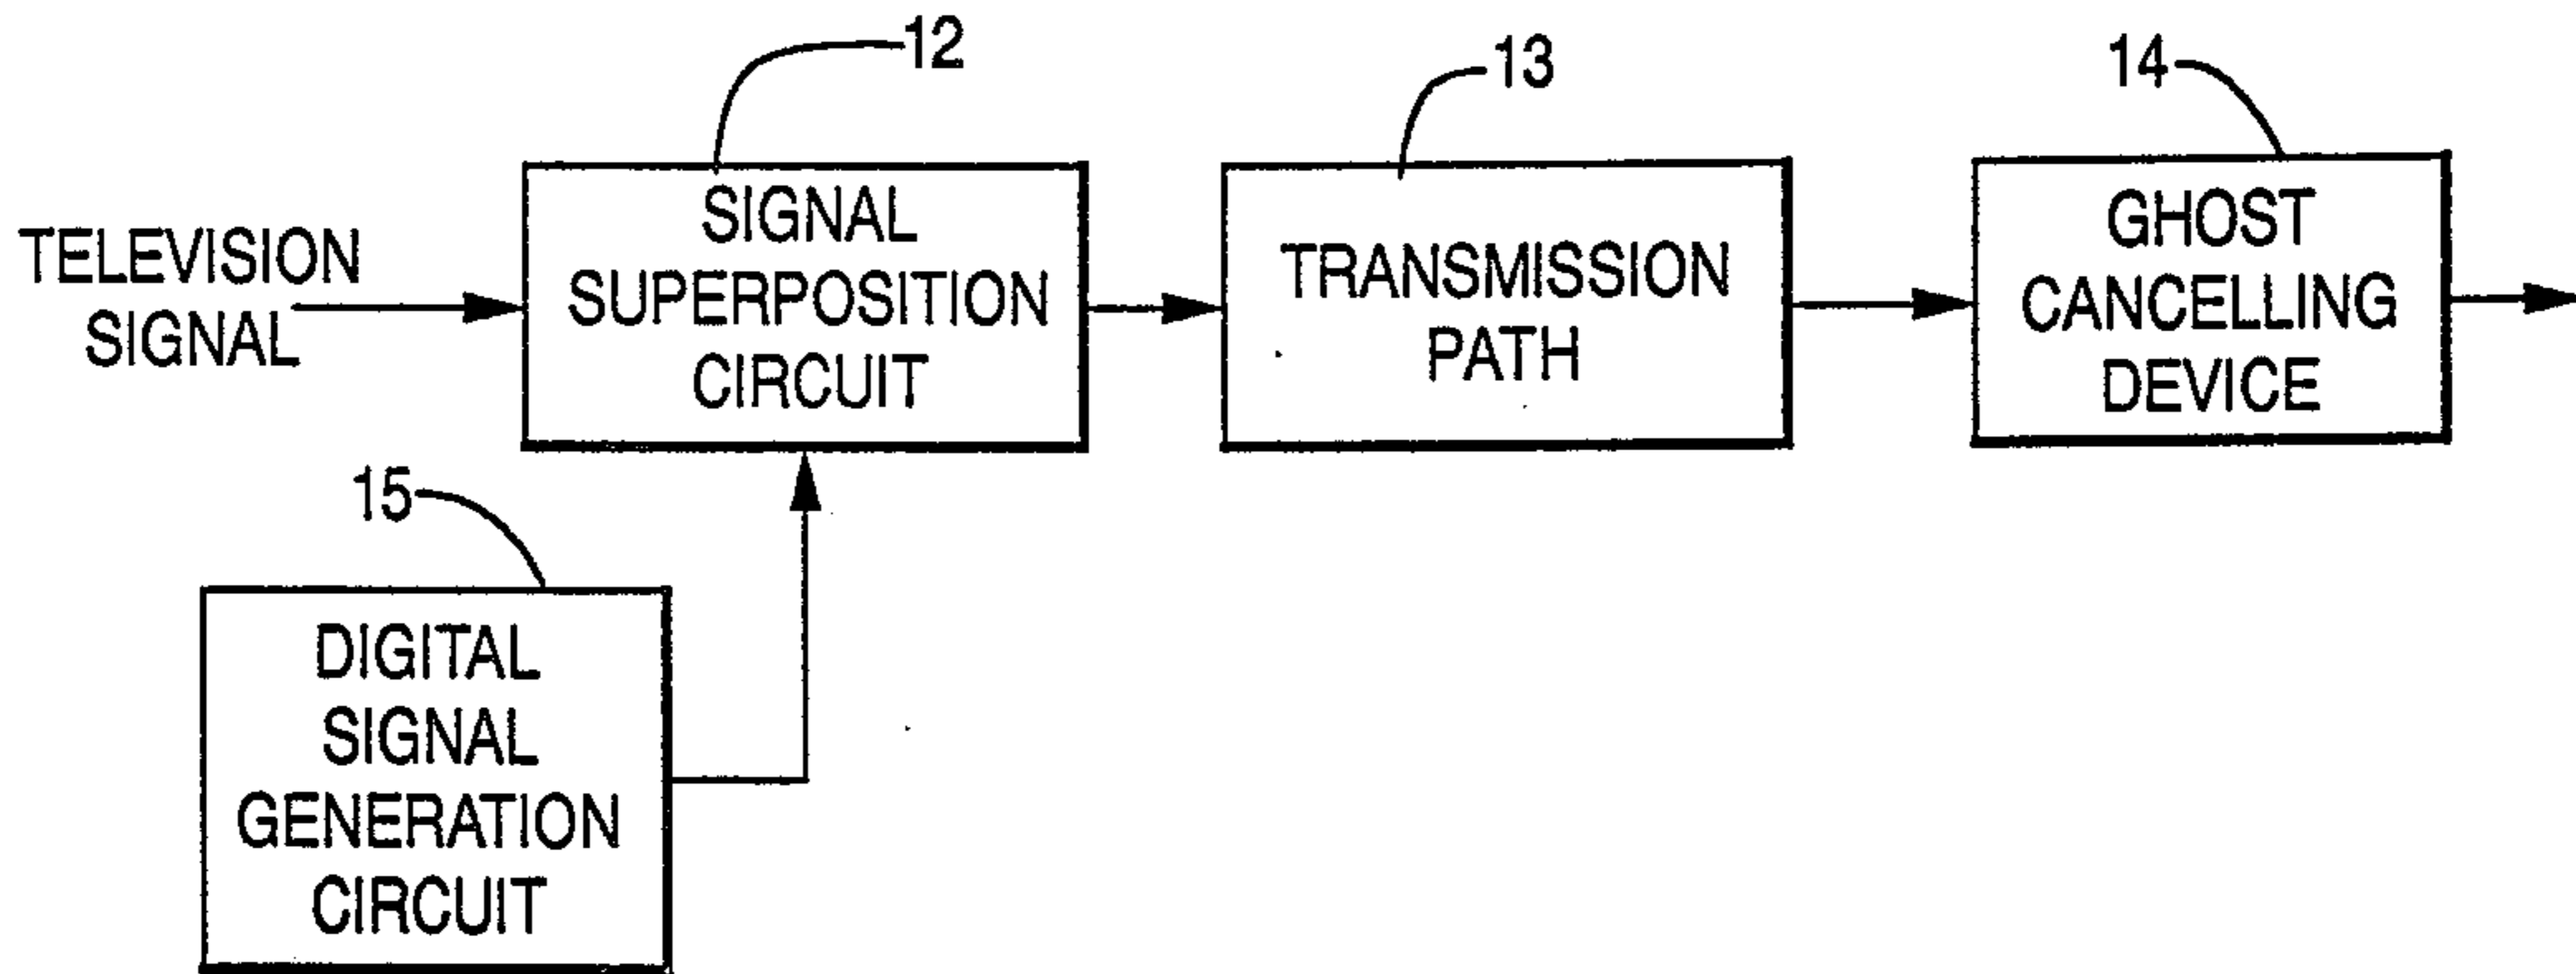 12
13
14
TELEVISION
SIGNAL
SIGNAL
SUPERPOSITION
CIRCUIT
TRANSMISSION
PATH
GHOST
CANCELLING
DEVICE
15
DIGITAL
SIGNAL
GENERATION
CIRCUIT